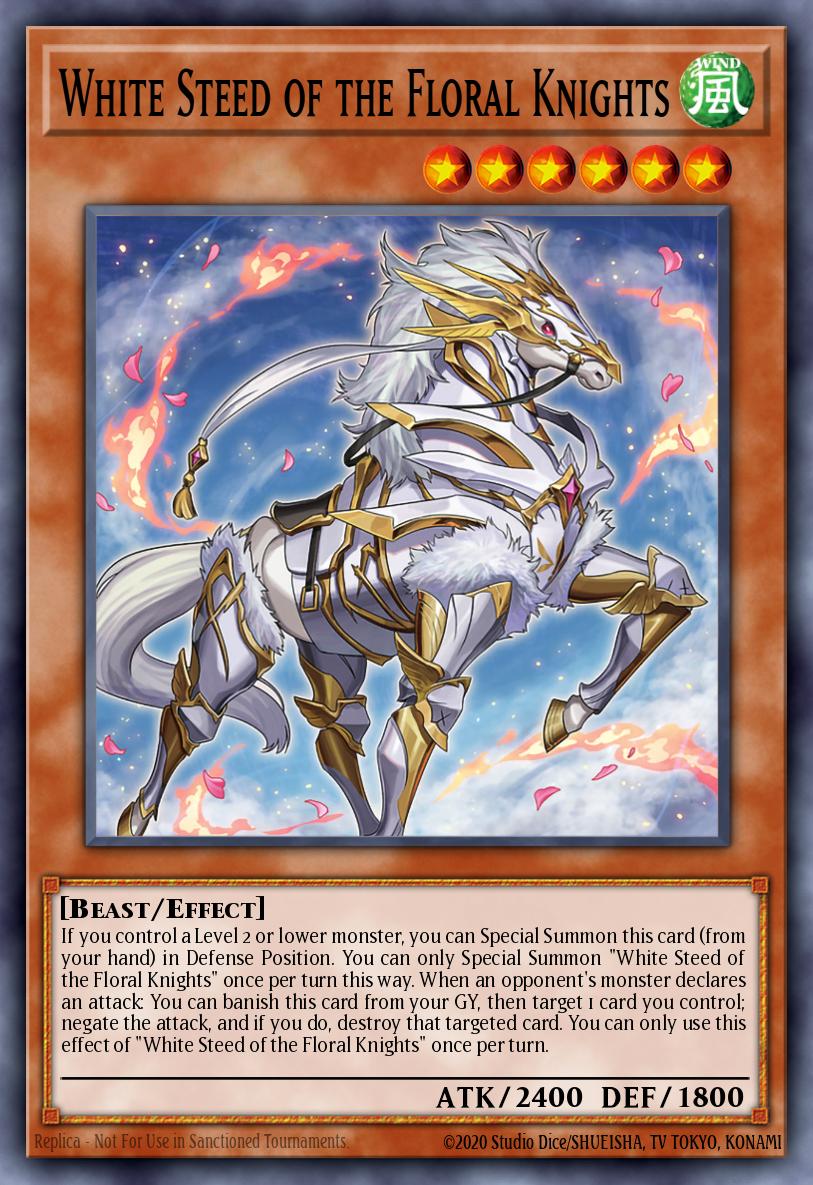 White Steed of the Floral Knights
WIND
風
[Beast/Effect]
If you control a Level 2 or lower monster, you can Special Summon this card (from
your hand) in Defense Position. You can only Special Summon "White Steed of
the Floral Knights" once per turn this way. When an opponent's monster declares
an attack: You can banish this card from your GY, then target 1 card you control;
negate the attack, and if you do, destroy that targeted card. You can only use this
effect of "White Steed of the Floral Knights" once per turn.
ATK/2400 DEF/1800
Replica - Not For Use in Sanctioned Tournaments.
©2020 Studio Dice/SHUEISHA, TV TOKYO, KONAMI